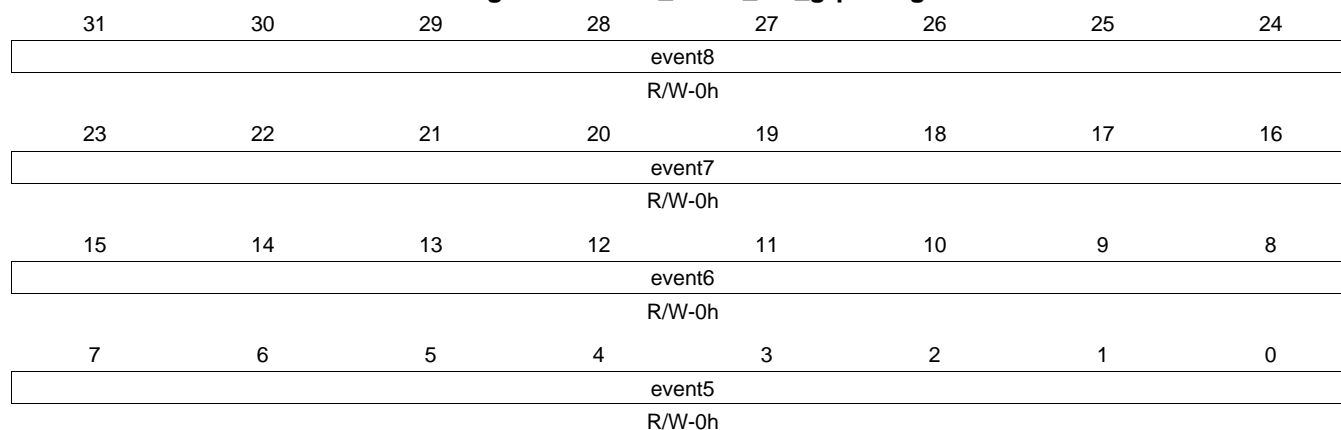 31 30 29 28 27 26 25 24
event8
R/W-0h
23 22 21 20 19 18 17 16
event7
R/W-0h
15 14 13 12 11 10 9 8
event6
R/W-0h
7 6 5 4 3 2 1 0
event5
R/W-0h